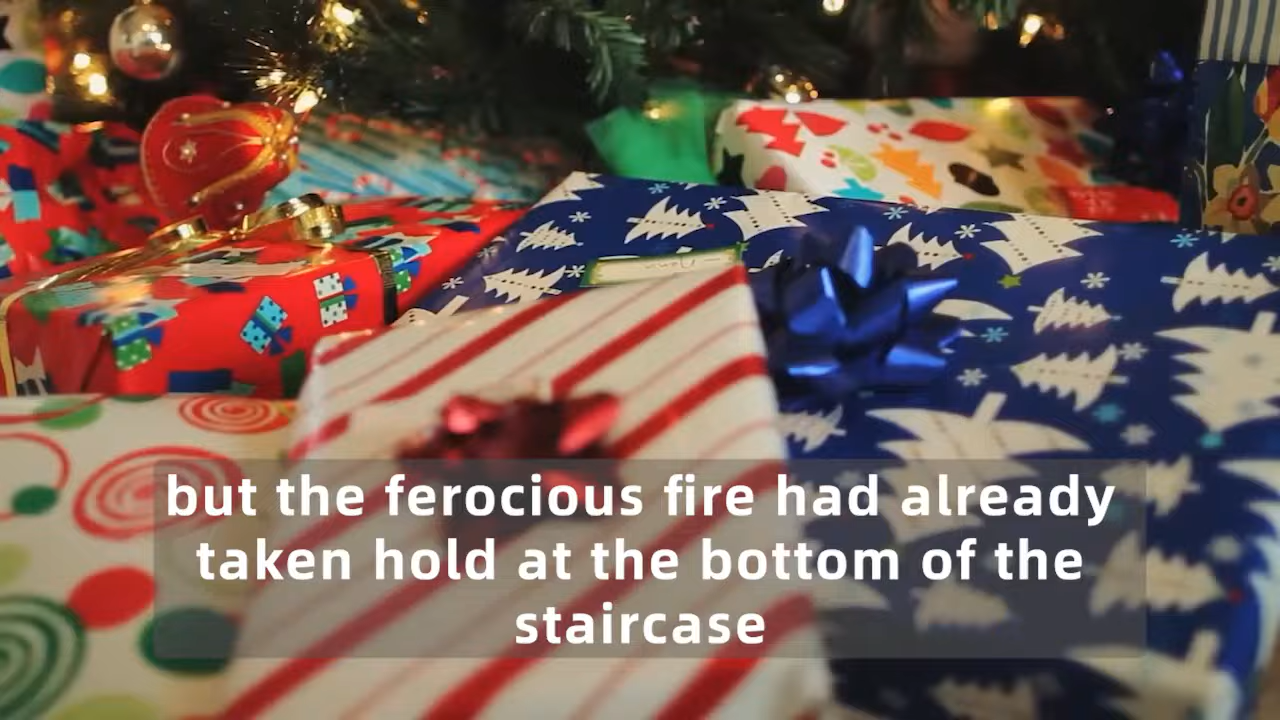 but the ferocious fire had already
taken hold at the bottom of the
staircase